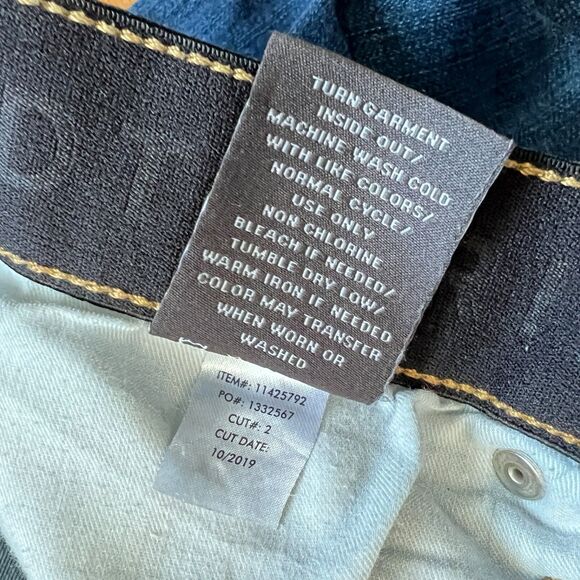 TURN GARMENT
INSIDE OUT/
MACHINE WASH COLD
WITH LIKE COLORS/
NORMAL CYCLE/
USE ONLY
NON CHLORINE
BLEACH IF NEEDED/
TUMBLE DRY LOW/
WARM IRON IF NEEDED
COLOR MAY TRANSFER
WHEN WORN OR
WASHED
ITEM#: 11425792
PO#: 1332567
CUT#: 2
CUT DATE:
10/2019